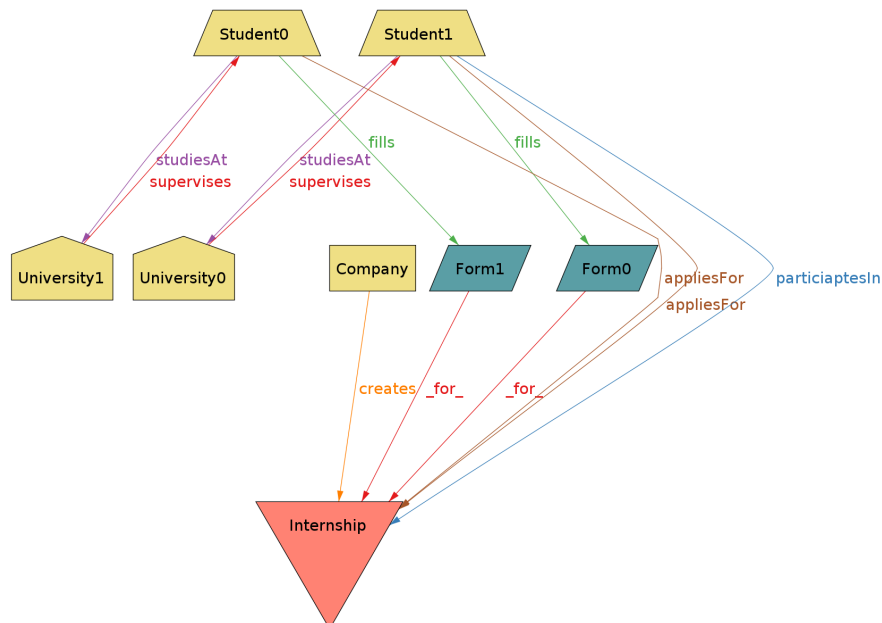 Student0
Student1
fills
fills
studiesAt
studiesAt
supervises
supervises
University1
University0
Company
Form1
Form0
appliesFor
particiaptesIn
appliesFor
creates
_for_
_for_
Internship